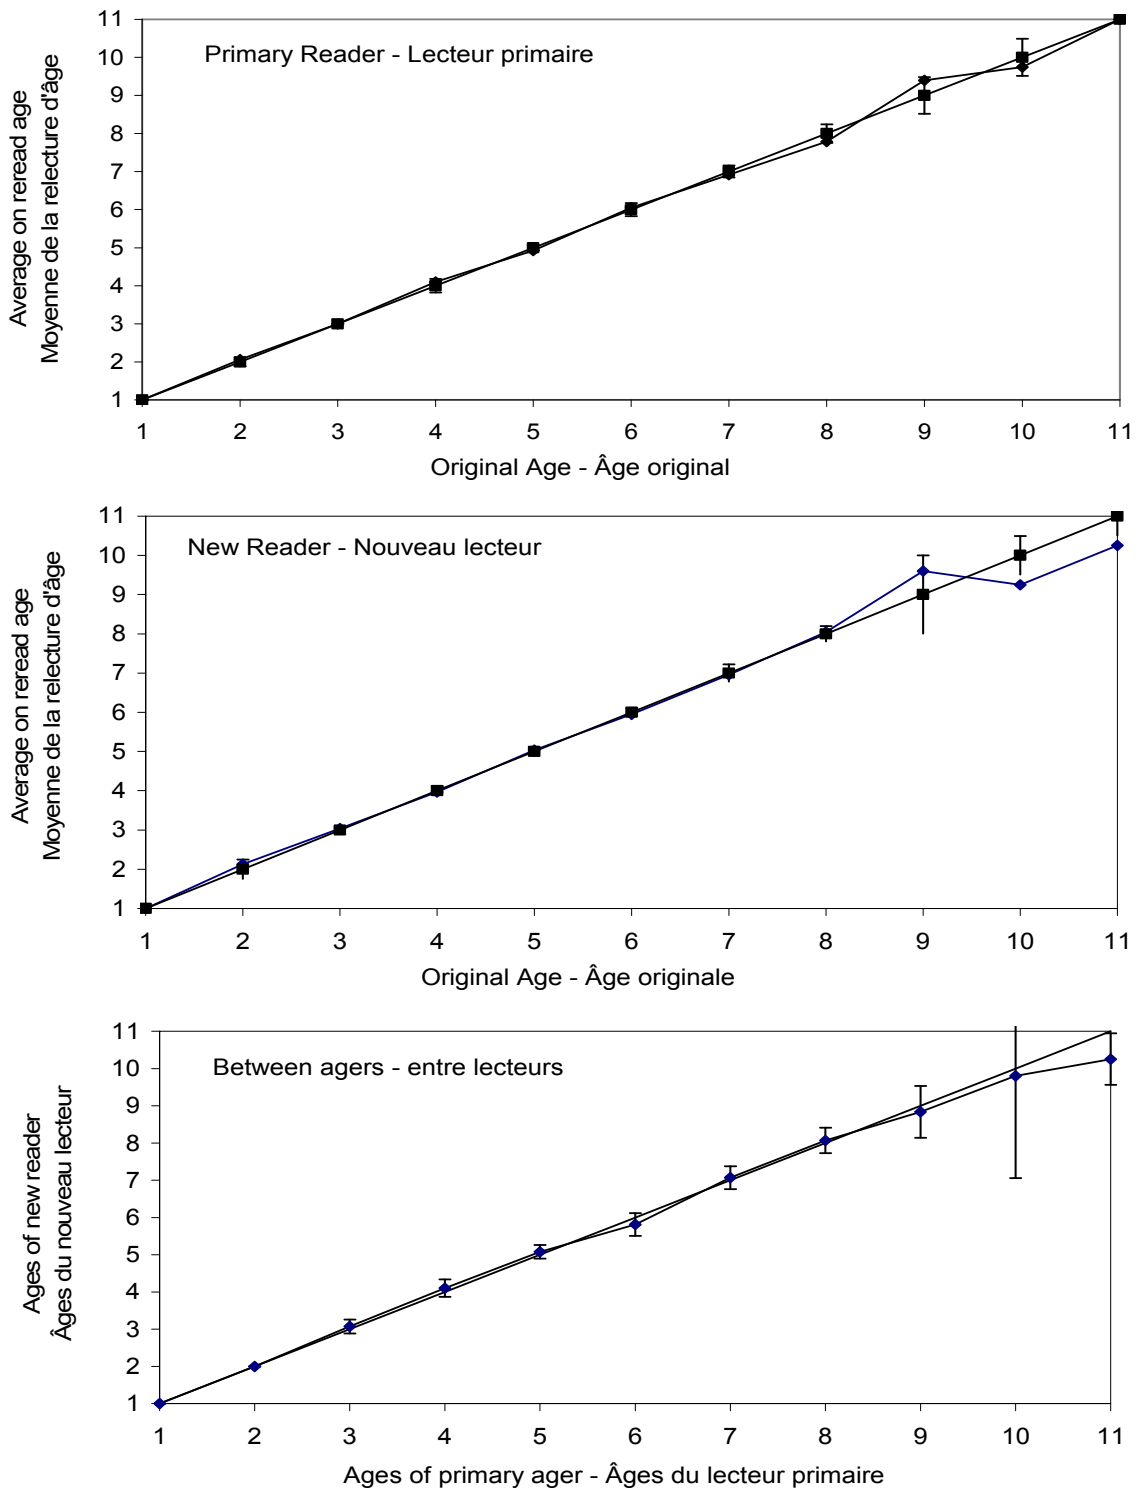 Primary Reader - Lecteur primaire
Average on reread age
Moyenne de la relecture d'âge
11
10
9
8
7
6
5
4
3
2
1
1 2 3 4 5 6 7 8 9 10 11
Original Age - Âge original
New Reader - Nouveau lecteur
Average on reread age
Moyenne de la relecture d'âge
11
10
9
8
7
6
5
4
3
2
1
1 2 3 4 5 6 7 8 9 10 11
Original Age - Âge originale
Between agers - entre lecteurs
Ages of new reader
Âges du nouveau lecteur
11
10
9
8
7
6
5
4
3
2
1
1 2 3 4 5 6 7 8 9 10 11
Ages of primary ager - Âges du lecteur primaire